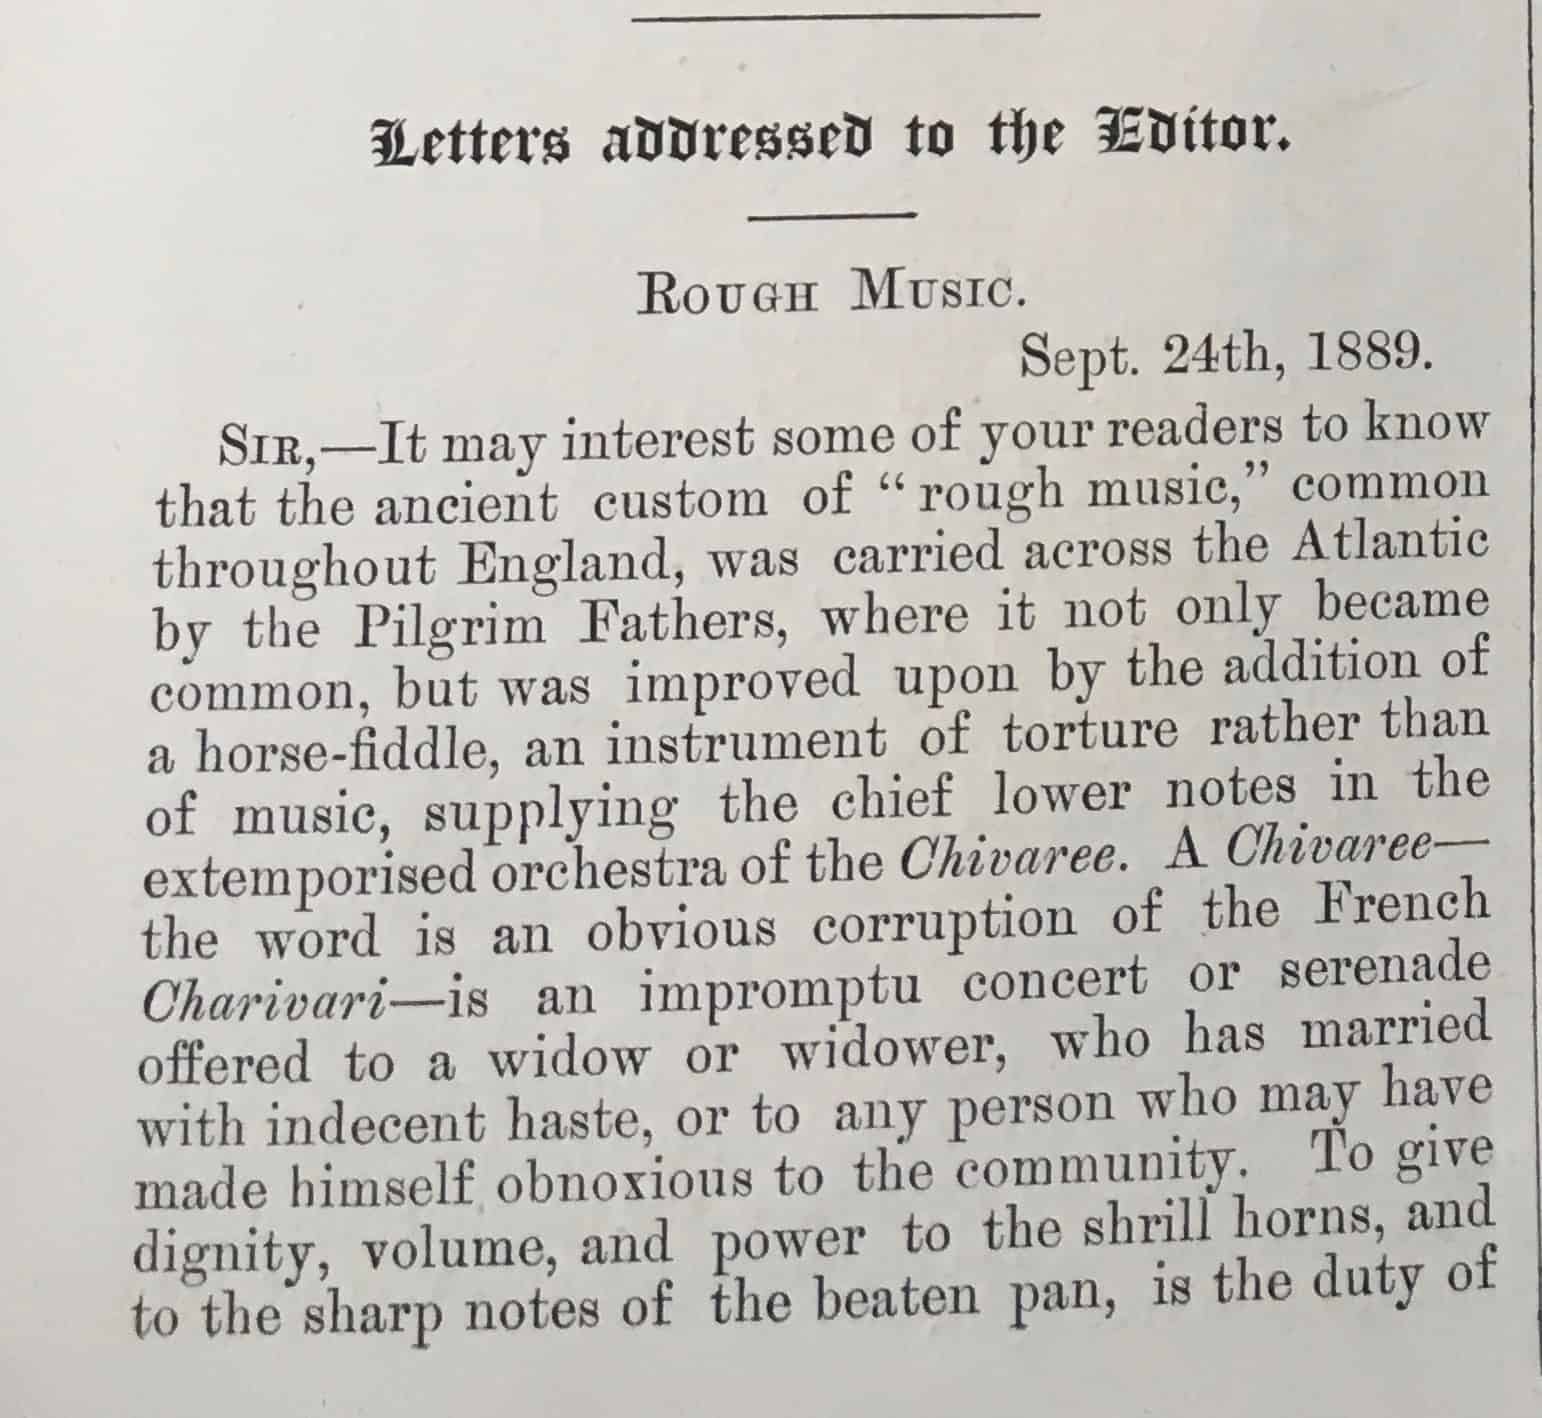 Letters addressed to the Editor.
ROUGH MUSIC.
Sept. 24th, 1889.
SIR,—It may interest some of your readers to know
that the ancient custom of “rough music,” common
throughout England, was carried across the Atlantic
by the Pilgrim Fathers, where it not only became
common, but was improved upon by the addition of
a horse-fiddle, an instrument of torture rather than
of music, supplying the chief lower notes in the
extemporised orchestra of the Chivaree. A Chivaree—
the word is an obvious corruption of the French
Charivari—is an impromptu concert or serenade
offered to a widow or widower, who has married
with indecent haste, or to any person who may have
made himself obnoxious to the community. To give
dignity, volume, and power to the shrill horns, and
to the sharp notes of the beaten pan, is the duty of